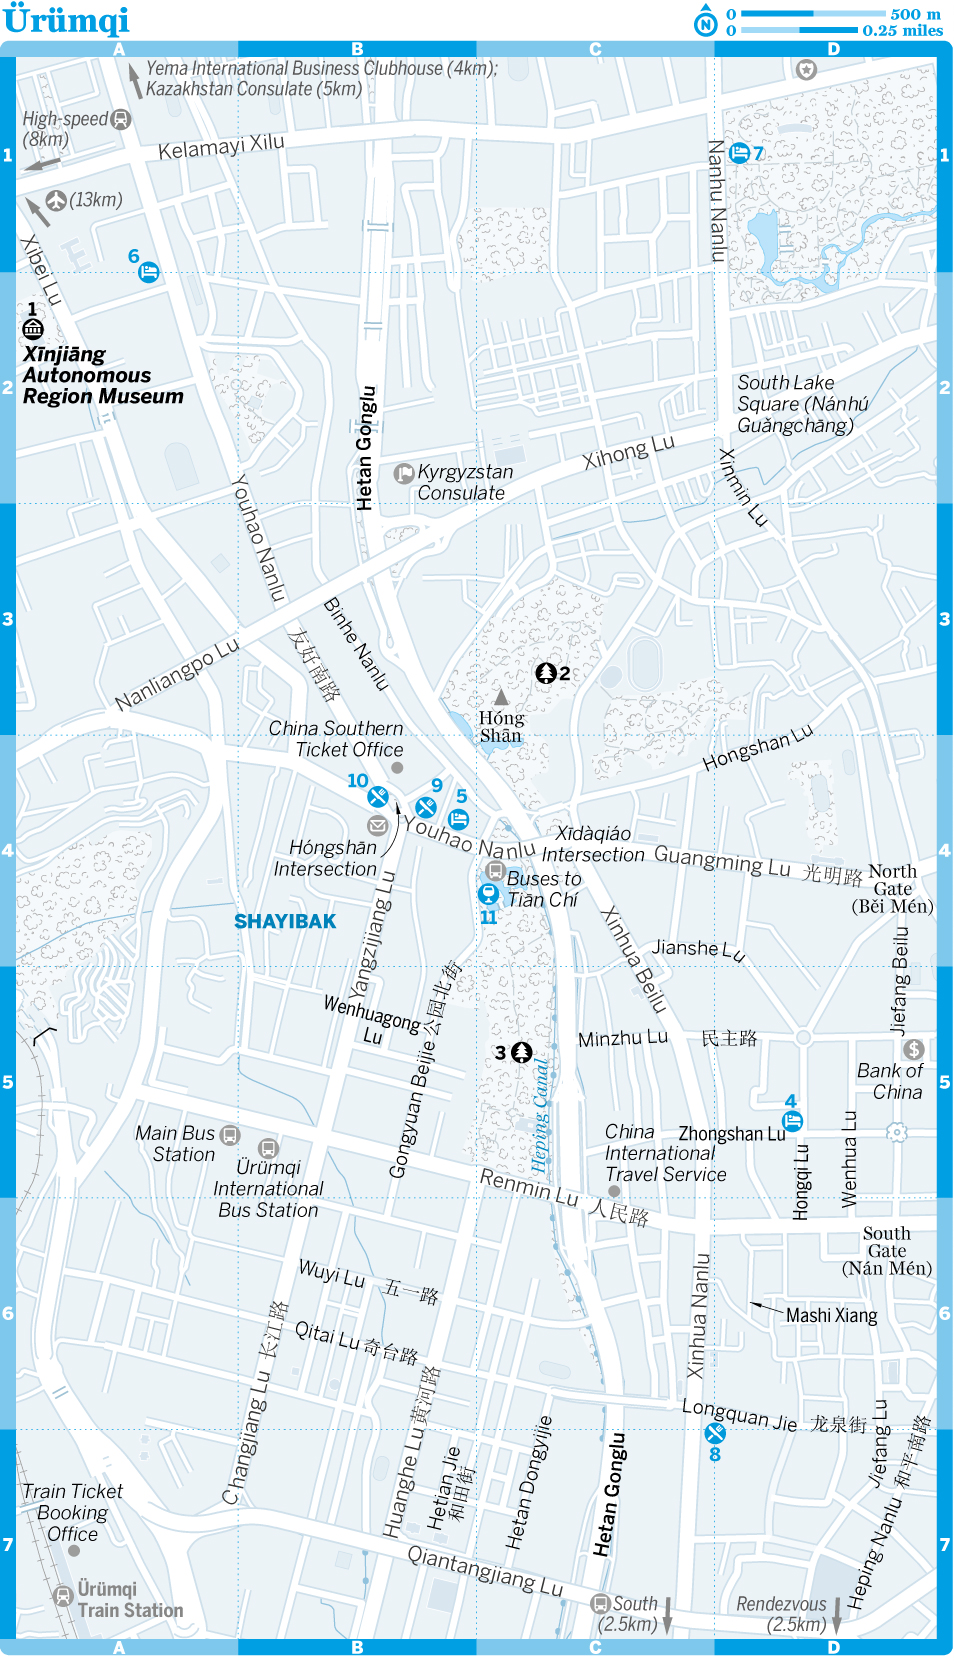 Ürümqi
N
0 500 m
0 0.25 miles
A B C D
Yema International Business Clubhouse (4km);
Kazakhstan Consulate (5km)
High-speed
(8km)
1
1
Kelamayi Xilu
7
Nanhu Nanlu
(13km)
Xibei Lu
6
1
Xīnjiāng
Autonomous
Region Museum
2
2
South Lake
Square (Nánhú
Guǎngchǎng)
Hetan Gonglu
Xihong Lu
Kyrgyzstan
Consulate
Xinmin Lu
Youhao Nanlu
友好南路
Binhe Nanlu
3
3
Nanliangpo Lu
2
Hóng
Shān
China Southern
Ticket Office
Hongshan Lu
10
9
5
Youhao Nanlu
Hóngshān
Intersection
Xīdàqiáo
Intersection
4
4
Guangming Lu 光明路
North
Gate
(Běi Mén)
Buses to
Tiān Chí
11
SHAYIBAK
Yangzijiang Lu
Xinhua Beilu
Jianshe Lu
Jiefang Beilu
Wenhuagong
Lu
Gongyuan Beijie 公园北街
3
Heping Canal
Minzhu Lu 民主路
Bank of
China
5
5
4
Main Bus
Station
Ürümqi
International
Bus Station
China
International
Travel Service
Zhongshan Lu
Hongqi Lu
Wenhua Lu
Renmin Lu 人民路
South
Gate
(Nán Mén)
Wuyi Lu 五一路
Mashi Xiang
6
6
Qitai Lu 奇台路
Changjiang Lu 长江路
Xinhua Nanlu
Huanghe Lu 黄河路
Longquan Jie 龙泉街
8
Jiefang Lu
Heping Nanlu 和平南路
Hetian Jie
和田街
Hetan Dongyijie
Hetan Gonglu
Train Ticket
Booking
Office
7
7
Qiantangjiang Lu
Ürümqi
Train Station
South
(2.5km)
Rendezvous
(2.5km)
A B C D